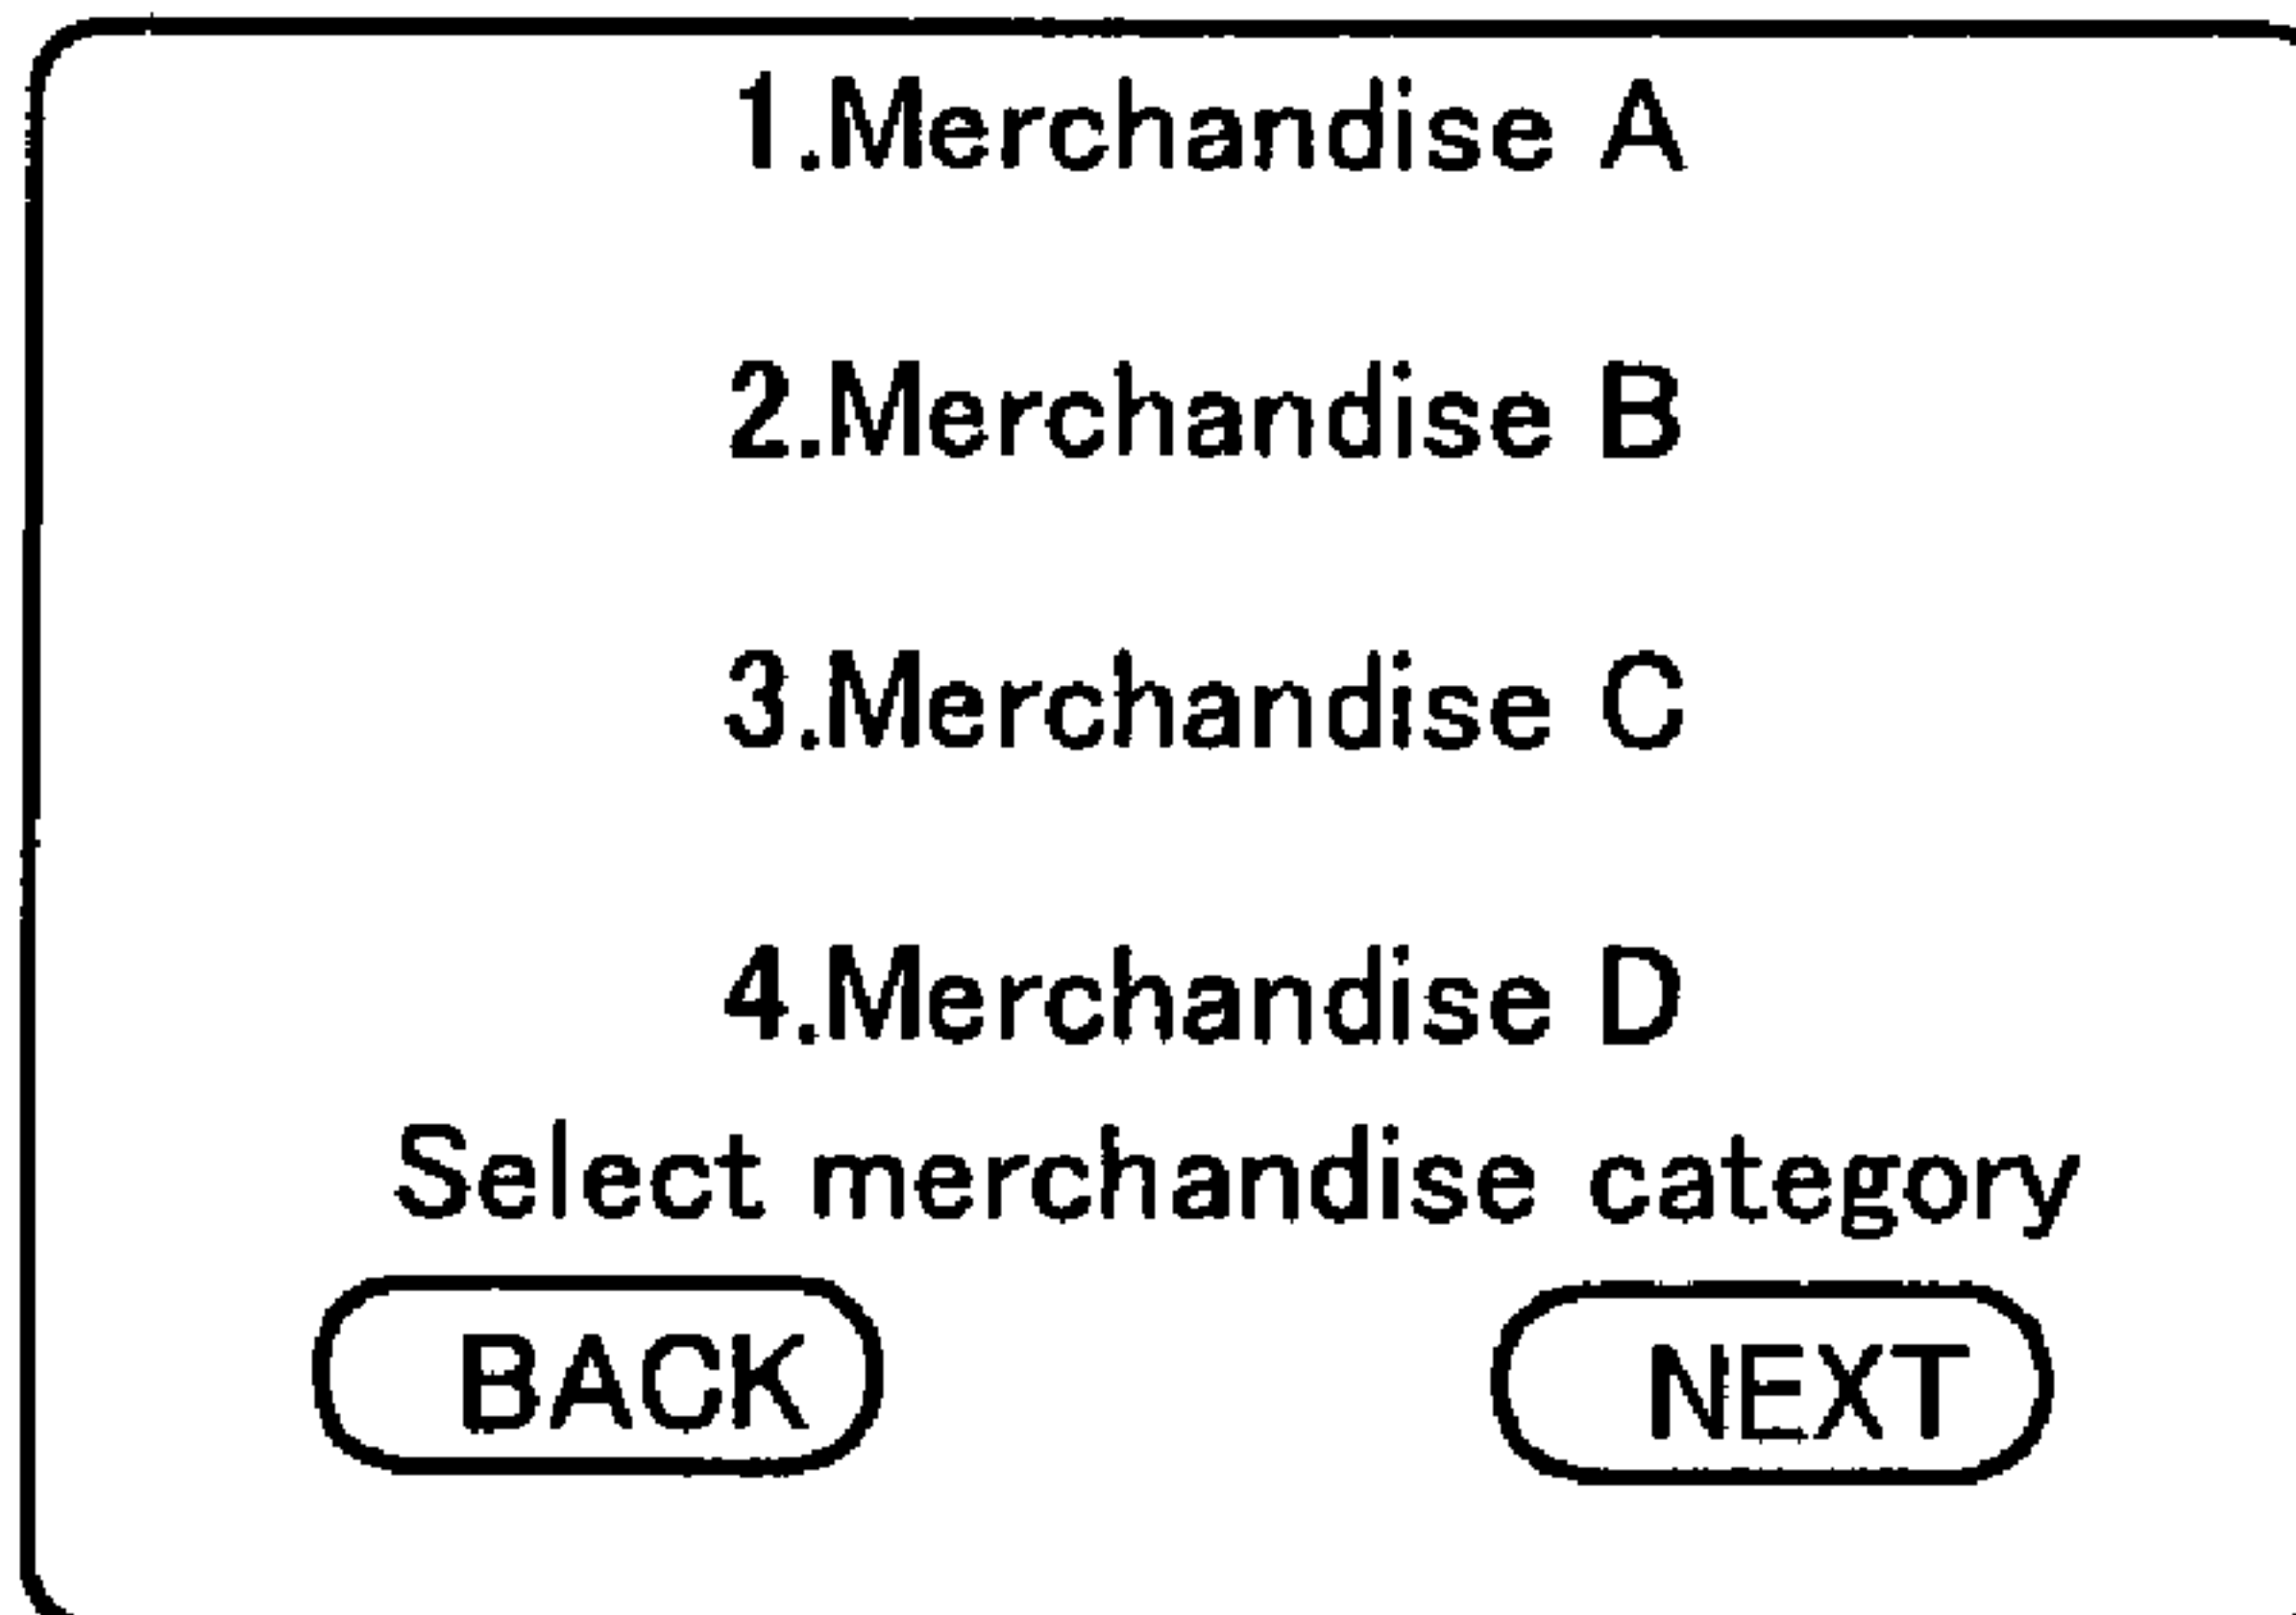 1.Merchandise A
2.Merchandise B
3.Merchandise C
4.Merchandise D
Select merchandise category
BACK NEXT